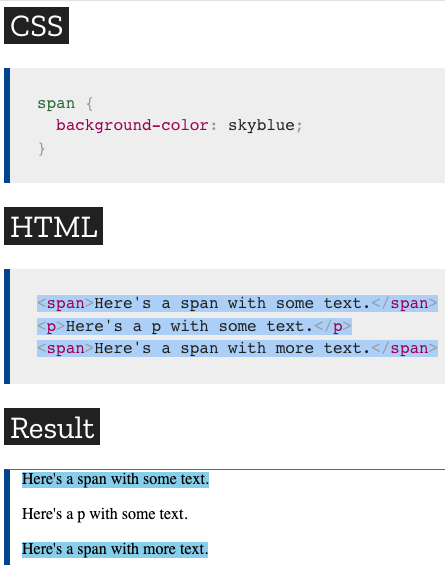 CSS
span {
  background-color: skyblue;
}
HTML
<span>Here's a span with some text.</span>
<p>Here's a p with some text.</p>
<span>Here's a span with more text.</span>
Result
Here's a span with some text.
Here's a p with some text.
Here's a span with more text.